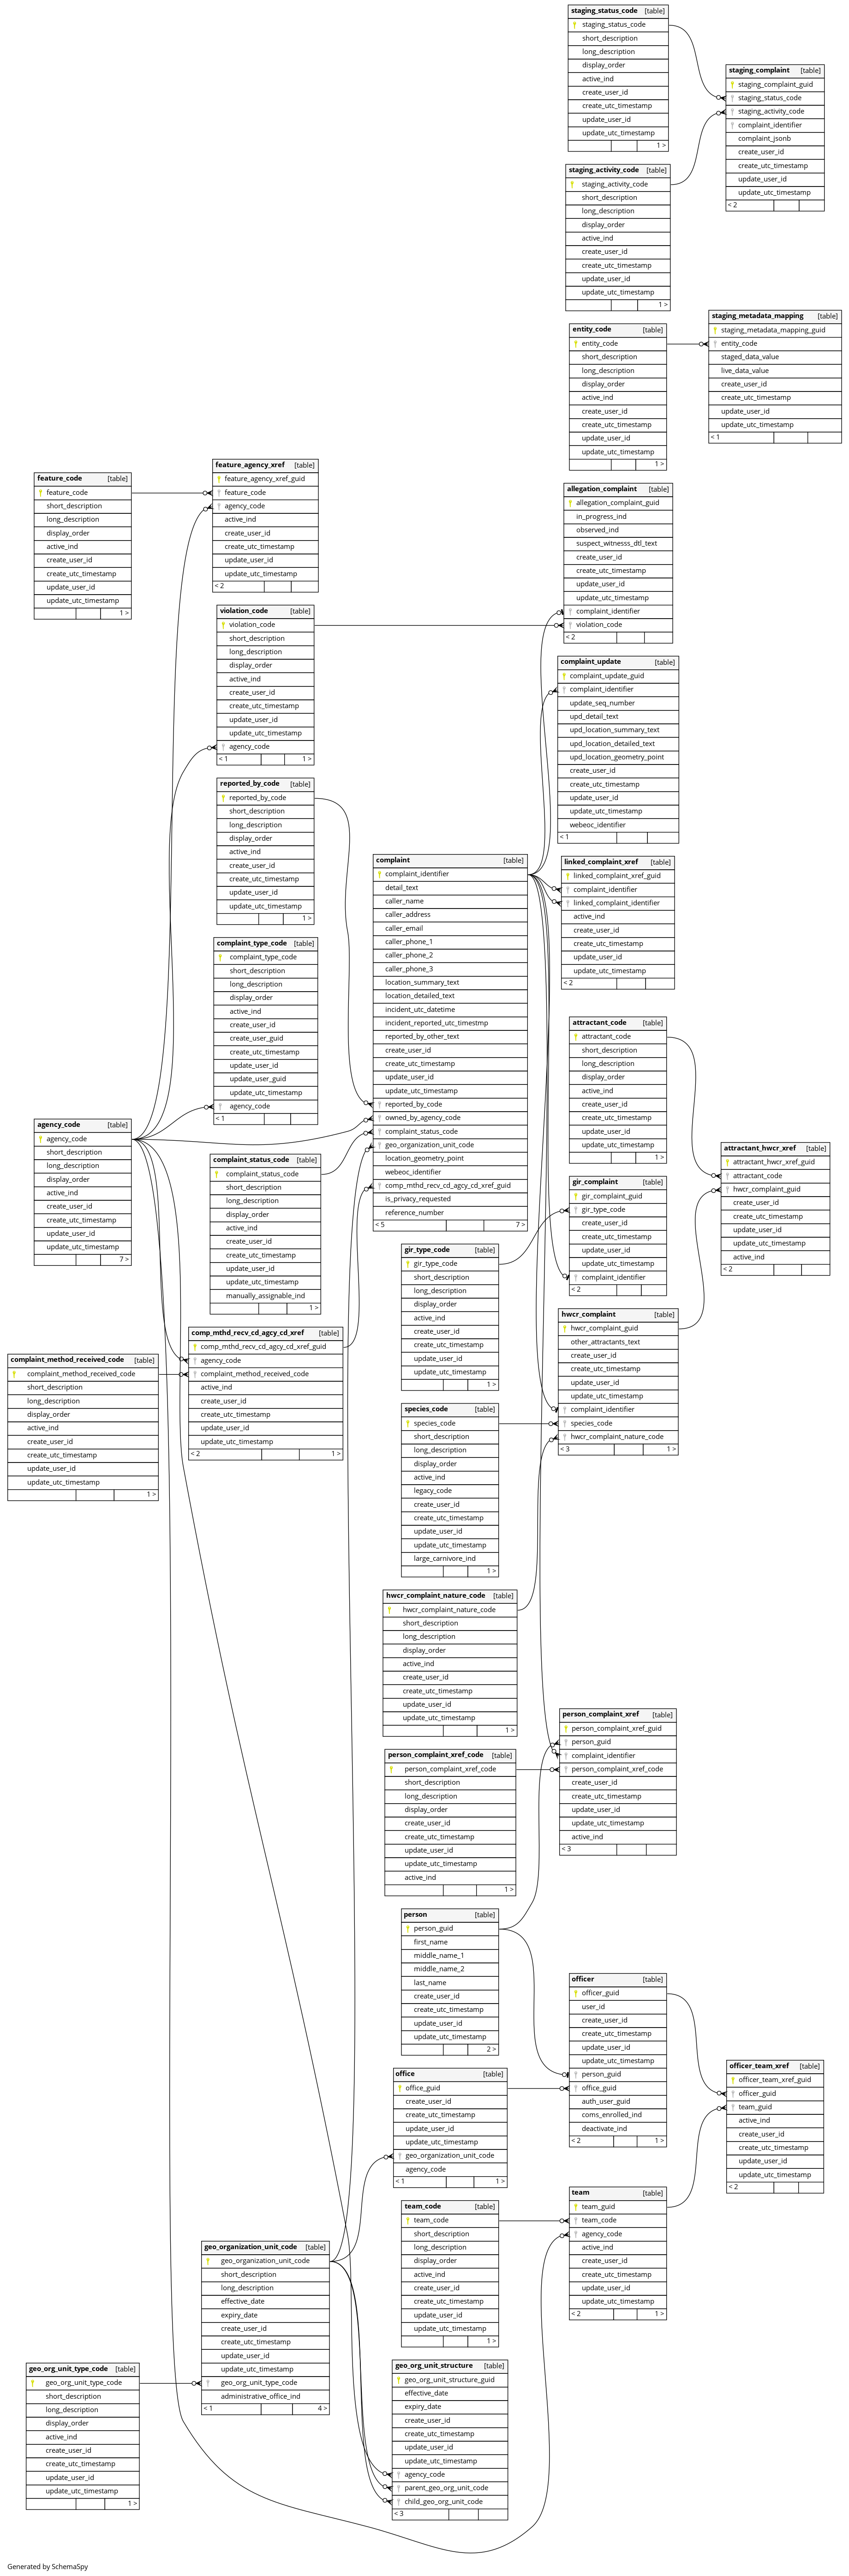 staging_status_code [table]
staging_status_code
short_description
long_description
display_order
active_ind
create_user_id
create_utc_timestamp
update_user_id
update_utc_timestamp
1 >
staging_complaint [table]
staging_complaint_guid
staging_status_code
staging_activity_code
complaint_identifier
complaint_jsonb
create_user_id
create_utc_timestamp
update_user_id
update_utc_timestamp
< 2
staging_activity_code [table]
staging_activity_code
short_description
long_description
display_order
active_ind
create_user_id
create_utc_timestamp
update_user_id
update_utc_timestamp
1 >
staging_metadata_mapping [table]
staging_metadata_mapping_guid
entity_code
staged_data_value
live_data_value
create_user_id
create_utc_timestamp
update_user_id
update_utc_timestamp
< 1
entity_code [table]
entity_code
short_description
long_description
display_order
active_ind
create_user_id
create_utc_timestamp
update_user_id
update_utc_timestamp
1 >
feature_agency_xref [table]
feature_agency_xref_guid
feature_code
agency_code
active_ind
create_user_id
create_utc_timestamp
update_user_id
update_utc_timestamp
< 2
feature_code [table]
feature_code
short_description
long_description
display_order
active_ind
create_user_id
create_utc_timestamp
update_user_id
update_utc_timestamp
1 >
allegation_complaint [table]
allegation_complaint_guid
in_progress_ind
observed_ind
suspect_witnesss_dtl_text
create_user_id
create_utc_timestamp
update_user_id
update_utc_timestamp
complaint_identifier
violation_code
< 2
violation_code [table]
violation_code
short_description
long_description
display_order
active_ind
create_user_id
create_utc_timestamp
update_user_id
update_utc_timestamp
agency_code
< 1 1 >
complaint_update [table]
complaint_update_guid
complaint_identifier
update_seq_number
upd_detail_text
upd_location_summary_text
upd_location_detailed_text
upd_location_geometry_point
create_user_id
create_utc_timestamp
update_user_id
update_utc_timestamp
webeoc_identifier
< 1
reported_by_code [table]
reported_by_code
short_description
long_description
display_order
active_ind
create_user_id
create_utc_timestamp
update_user_id
update_utc_timestamp
1 >
complaint [table]
complaint_identifier
detail_text
caller_name
caller_address
caller_email
caller_phone_1
caller_phone_2
caller_phone_3
location_summary_text
location_detailed_text
incident_utc_datetime
incident_reported_utc_timestmp
reported_by_other_text
create_user_id
create_utc_timestamp
update_user_id
update_utc_timestamp
reported_by_code
owned_by_agency_code
complaint_status_code
geo_organization_unit_code
location_geometry_point
webeoc_identifier
comp_mthd_recv_cd_agcy_cd_xref_guid
is_privacy_requested
reference_number
< 5 7 >
linked_complaint_xref [table]
linked_complaint_xref_guid
complaint_identifier
linked_complaint_identifier
active_ind
create_user_id
create_utc_timestamp
update_user_id
update_utc_timestamp
< 2
complaint_type_code [table]
complaint_type_code
short_description
long_description
display_order
active_ind
create_user_id
create_user_guid
create_utc_timestamp
update_user_id
update_user_guid
update_utc_timestamp
agency_code
< 1
attractant_code [table]
attractant_code
short_description
long_description
display_order
active_ind
create_user_id
create_utc_timestamp
update_user_id
update_utc_timestamp
1 >
agency_code [table]
agency_code
short_description
long_description
display_order
active_ind
create_user_id
create_utc_timestamp
update_user_id
update_utc_timestamp
7 >
attractant_hwcr_xref [table]
attractant_hwcr_xref_guid
attractant_code
hwcr_complaint_guid
create_user_id
create_utc_timestamp
update_user_id
update_utc_timestamp
active_ind
< 2
complaint_status_code [table]
complaint_status_code
short_description
long_description
display_order
active_ind
create_user_id
create_utc_timestamp
update_user_id
update_utc_timestamp
manually_assignable_ind
1 >
gir_complaint [table]
gir_complaint_guid
gir_type_code
create_user_id
create_utc_timestamp
update_user_id
update_utc_timestamp
complaint_identifier
< 2
gir_type_code [table]
gir_type_code
short_description
long_description
display_order
active_ind
create_user_id
create_utc_timestamp
update_user_id
update_utc_timestamp
1 >
hwcr_complaint [table]
hwcr_complaint_guid
other_attractants_text
create_user_id
create_utc_timestamp
update_user_id
update_utc_timestamp
complaint_identifier
species_code
hwcr_complaint_nature_code
< 3 1 >
comp_mthd_recv_cd_agcy_cd_xref [table]
comp_mthd_recv_cd_agcy_cd_xref_guid
agency_code
complaint_method_received_code
active_ind
create_user_id
create_utc_timestamp
update_user_id
update_utc_timestamp
< 2 1 >
complaint_method_received_code [table]
complaint_method_received_code
short_description
long_description
display_order
active_ind
create_user_id
create_utc_timestamp
update_user_id
update_utc_timestamp
1 >
species_code [table]
species_code
short_description
long_description
display_order
active_ind
legacy_code
create_user_id
create_utc_timestamp
update_user_id
update_utc_timestamp
large_carnivore_ind
1 >
hwcr_complaint_nature_code [table]
hwcr_complaint_nature_code
short_description
long_description
display_order
active_ind
create_user_id
create_utc_timestamp
update_user_id
update_utc_timestamp
1 >
person_complaint_xref [table]
person_complaint_xref_guid
person_guid
complaint_identifier
person_complaint_xref_code
create_user_id
create_utc_timestamp
update_user_id
update_utc_timestamp
active_ind
< 3
person_complaint_xref_code [table]
person_complaint_xref_code
short_description
long_description
display_order
create_user_id
create_utc_timestamp
update_user_id
update_utc_timestamp
active_ind
1 >
person [table]
person_guid
first_name
middle_name_1
middle_name_2
last_name
create_user_id
create_utc_timestamp
update_user_id
update_utc_timestamp
2 >
officer [table]
officer_guid
user_id
create_user_id
create_utc_timestamp
update_user_id
update_utc_timestamp
person_guid
office_guid
auth_user_guid
coms_enrolled_ind
deactivate_ind
< 2 1 >
officer_team_xref [table]
officer_team_xref_guid
officer_guid
team_guid
active_ind
create_user_id
create_utc_timestamp
update_user_id
update_utc_timestamp
< 2
office [table]
office_guid
create_user_id
create_utc_timestamp
update_user_id
update_utc_timestamp
geo_organization_unit_code
agency_code
< 1 1 >
team [table]
team_guid
team_code
agency_code
active_ind
create_user_id
create_utc_timestamp
update_user_id
update_utc_timestamp
< 2 1 >
team_code [table]
team_code
short_description
long_description
display_order
active_ind
create_user_id
create_utc_timestamp
update_user_id
update_utc_timestamp
1 >
geo_organization_unit_code [table]
geo_organization_unit_code
short_description
long_description
effective_date
expiry_date
create_user_id
create_utc_timestamp
update_user_id
update_utc_timestamp
geo_org_unit_type_code
administrative_office_ind
< 1 4 >
geo_org_unit_structure [table]
geo_org_unit_structure_guid
effective_date
expiry_date
create_user_id
create_utc_timestamp
update_user_id
update_utc_timestamp
agency_code
parent_geo_org_unit_code
child_geo_org_unit_code
< 3
geo_org_unit_type_code [table]
geo_org_unit_type_code
short_description
long_description
display_order
active_ind
create_user_id
create_utc_timestamp
update_user_id
update_utc_timestamp
1 >
Generated by SchemaSpy